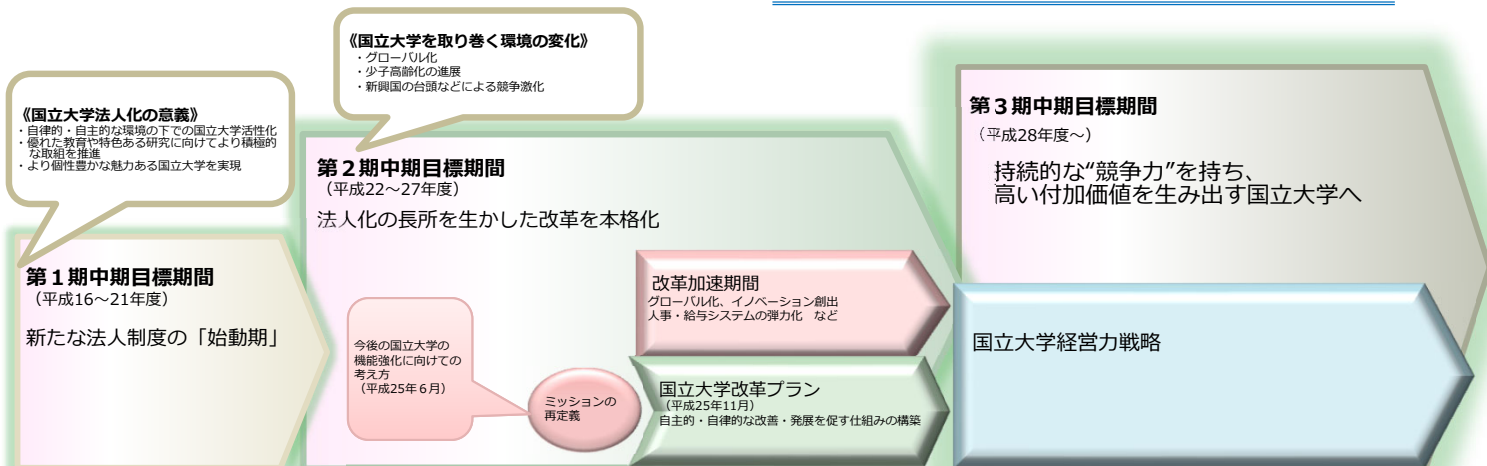 《国立大学法人化の意義》
・自律的・自主的な環境の下での国立大学活性化
・優れた教育や特色ある研究に向けてより積極的
な取組を推進
・より個性豊かな魅力ある国立大学を実現
第１期中期目標期間
（平成16～21年度）
新たな法人制度の「始動期」
《国立大学を取り巻く環境の変化》
・グローバル化
・少子高齢化の進展
・新興国の台頭などによる競争激化
第２期中期目標期間
（平成22～27年度）
法人化の長所を生かした改革を本格化
今後の国立大学の
機能強化に向けての
考え方
（平成25年６月）
ミッションの
再定義
改革加速期間
グローバル化、イノベーション創出
人事・給与システムの弾力化　など
国立大学改革プラン
（平成25年11月）
自主的・自律的な改善・発展を促す仕組みの構築
第３期中期目標期間
（平成28年度～）
持続的な“競争力”を持ち、
高い付加価値を生み出す国立大学へ
国立大学経営力戦略